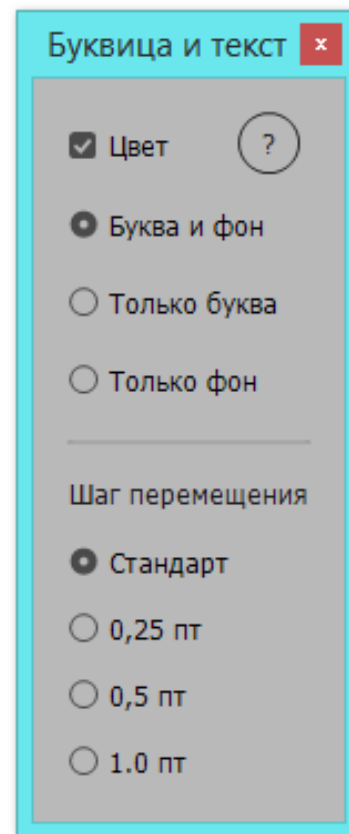 Буквица и текст x
Цвет ?
Буква и фон
Только буква
Только фон
Шаг перемещения
Стандарт
0,25 пт
0,5 пт
1.0 пт